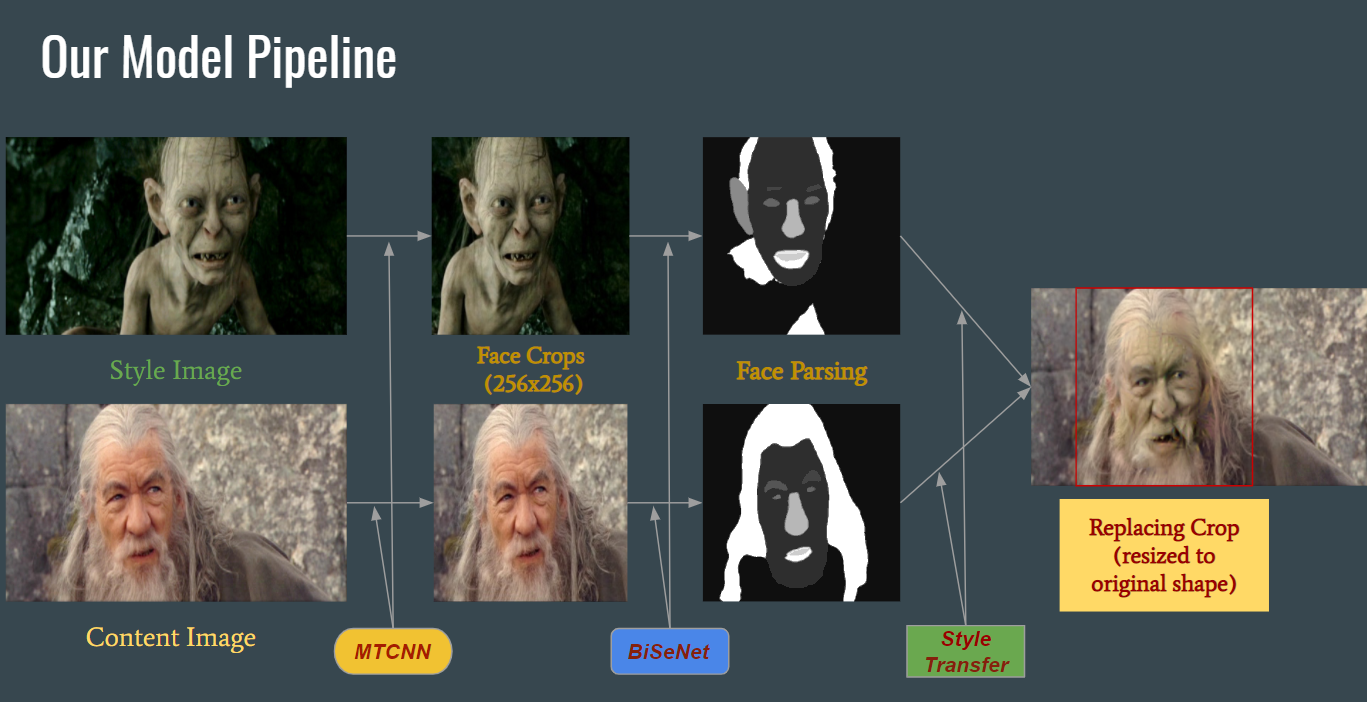 Our Model Pipeline
Style Image
Face Crops
(256x256)
Face Parsing
Content Image
MTCNN
BiSeNet
Style
Transfer
Replacing Crop
(resized to
original shape)